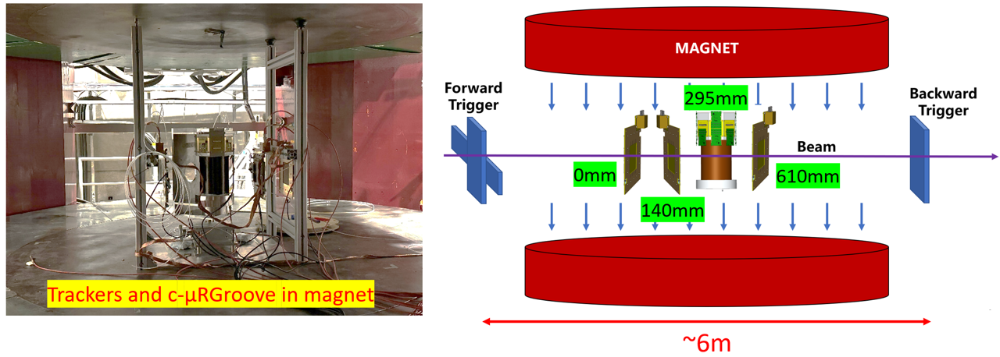 Trackers and c-μRGroove in magnet
MAGNET
Forward
Trigger
295mm
Backward
Trigger
Beam
0mm
610mm
140mm
~6m